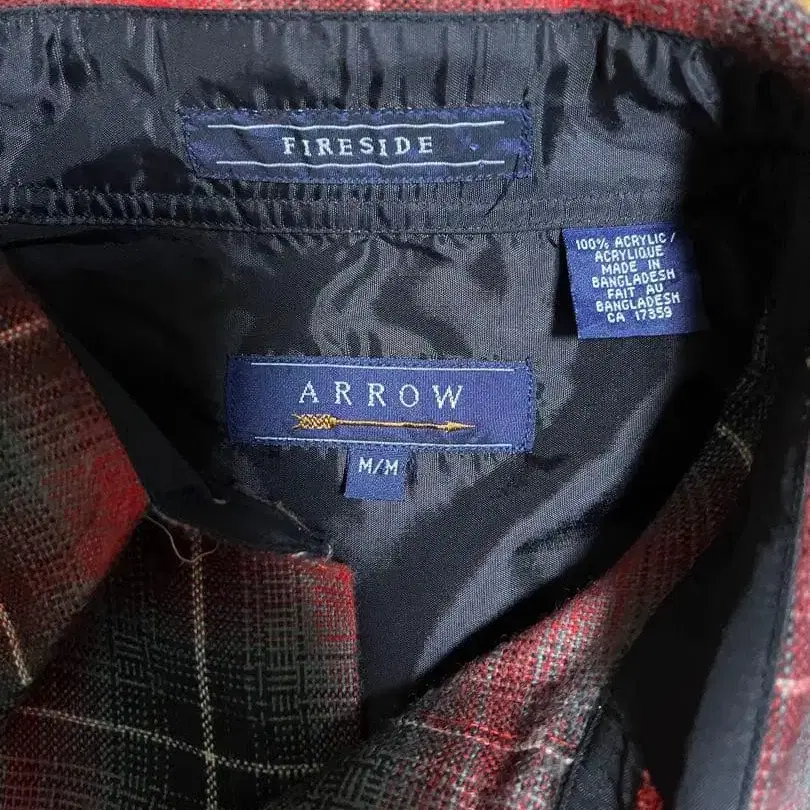 FIRESIDE
100% ACRYLIC /
ACRYLIQUE
MADE IN
BANGLADESH
FAIT AU
BANGLADESH
CA 17359
ARROW
M/M